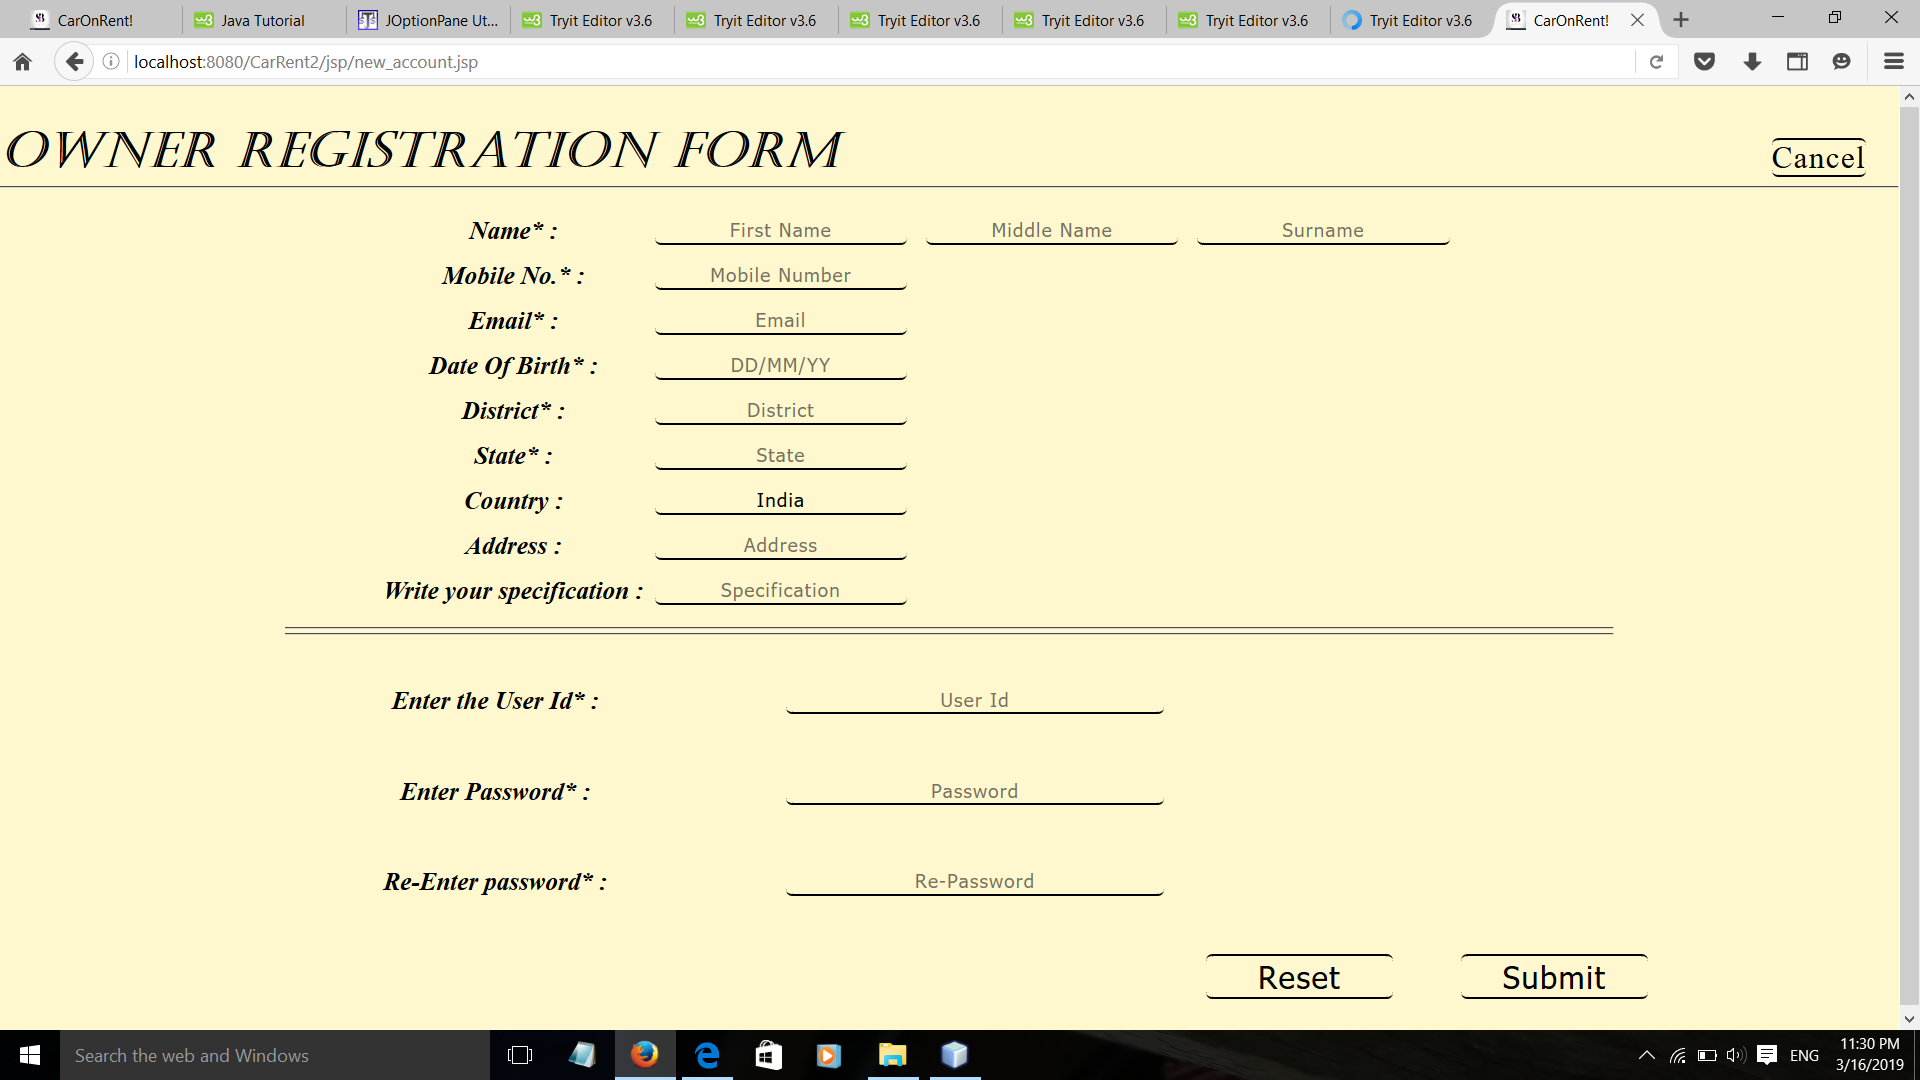 CarOnRent!
Java Tutorial
JOptionPane Ut...
Tryit Editor v3.6
Tryit Editor v3.6
Tryit Editor v3.6
Tryit Editor v3.6
Tryit Editor v3.6
Tryit Editor v3.6
CarOnRent!
localhost:8080/CarRent2/jsp/new_account.jsp
OWNER REGISTRATION FORM
Cancel
Name* : First Name Middle Name Surname
Mobile No.* : Mobile Number
Email* : Email
Date Of Birth* : DD/MM/YY
District* : District
State* : State
Country : India
Address : Address
Write your specification : Specification
Enter the User Id* : User Id
Enter Password* : Password
Re-Enter password* : Re-Password
Reset Submit
Search the web and Windows
ENG
11:30 PM
3/16/2019